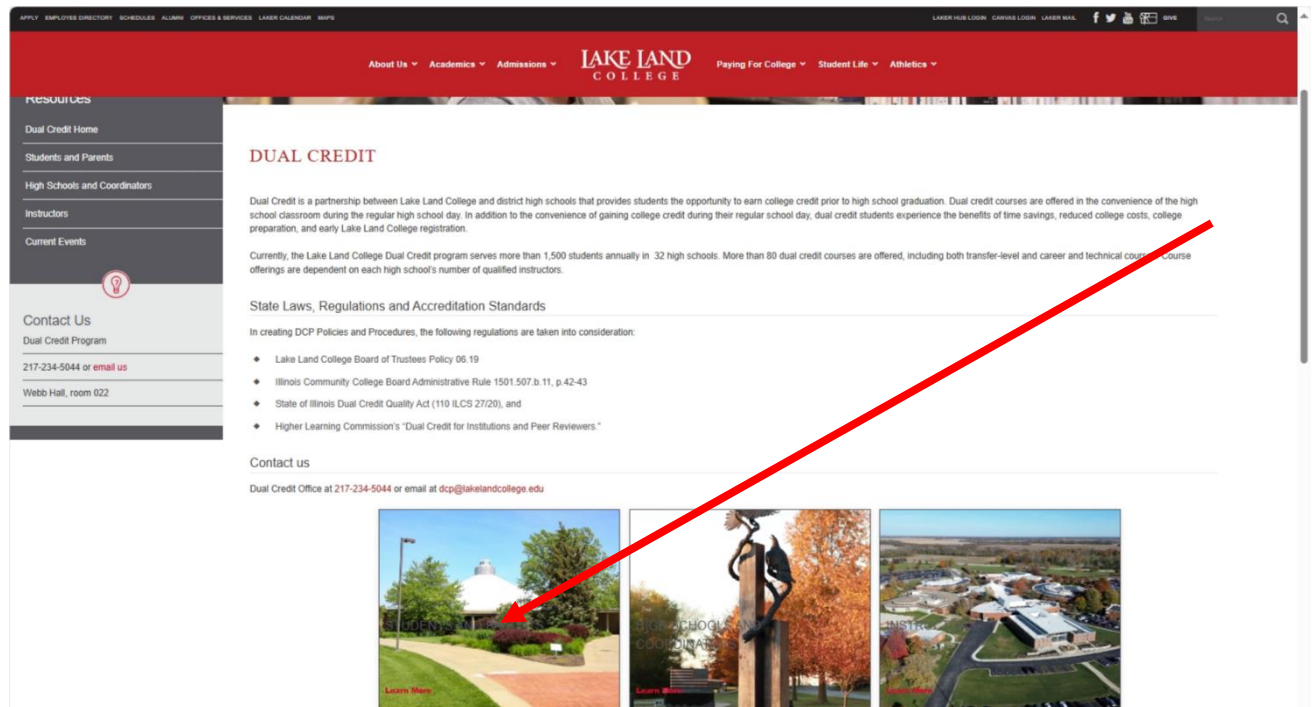 APPLY EMPLOYEE DIRECTORY SCHEDULES ALUMNI OFFICES & SERVICES LAKER CALENDAR MAPS
LAKER HUB LOGIN CANVAS LOGIN LAKER MAIL GIVE Search
About Us Academics Admissions LAKE LAND COLLEGE Paying For College Student Life Athletics
Resources
Dual Credit Home
Students and Parents
High Schools and Coordinators
Instructors
Current Events
Contact Us
Dual Credit Program
217-234-5044 or email us
Webb Hall, room 022
DUAL CREDIT
Dual Credit is a partnership between Lake Land College and district high schools that provides students the opportunity to earn college credit prior to high school graduation. Dual credit courses are offered in the convenience of the high
school classroom during the regular high school day. In addition to the convenience of gaining college credit during their regular school day, dual credit students experience the benefits of time savings, reduced college costs, college
preparation, and early Lake Land College registration.
Currently, the Lake Land College Dual Credit program serves more than 1,500 students annually in 32 high schools. More than 80 dual credit courses are offered, including both transfer-level and career and technical courses. Course
offerings are dependent on each high school's number of qualified instructors.
State Laws, Regulations and Accreditation Standards
In creating DCP Policies and Procedures, the following regulations are taken into consideration:
Lake Land College Board of Trustees Policy 06.19
Illinois Community College Board Administrative Rule 1501.507.b.11, p.42-43
State of Illinois Dual Credit Quality Act (110 ILCS 27/20), and
Higher Learning Commission's "Dual Credit for Institutions and Peer Reviewers."
Contact us
Dual Credit Office at 217-234-5044 or email at dcp@lakelandcollege.edu
STUDENTS
Learn More
HIGH SCHOOLS AND
COORDINATORS
Learn More
Learn More